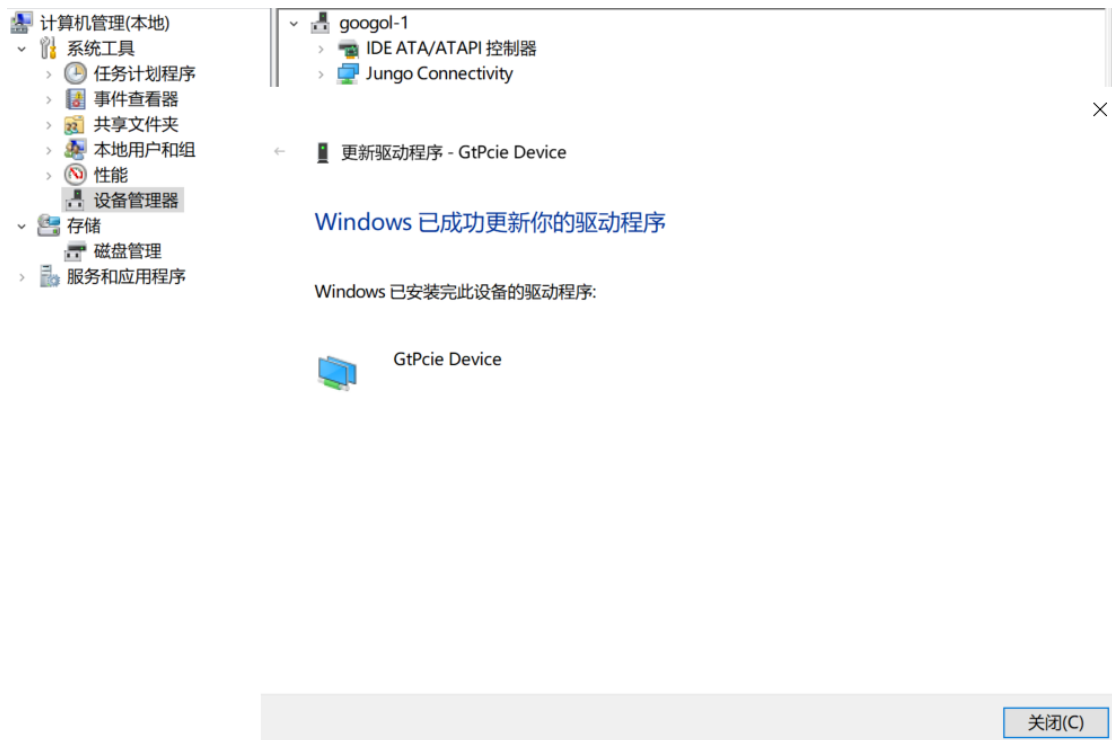 计算机管理(本地)
系统工具
任务计划程序
事件查看器
共享文件夹
本地用户和组
性能
设备管理器
存储
磁盘管理
服务和应用程序
googol-1
IDE ATA/ATAPI 控制器
Jungo Connectivity
更新驱动程序 - GtPcie Device
Windows 已成功更新你的驱动程序
Windows 已安装完此设备的驱动程序:
GtPcie Device
关闭(C)